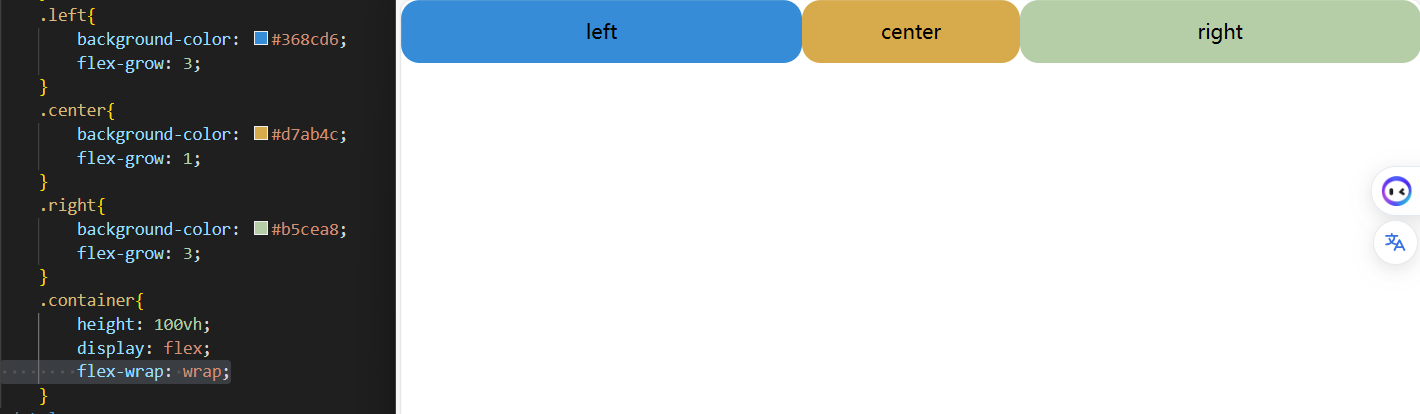 .left{
background-color: #368cd6;
flex-grow: 3;
}
.center{
background-color: #d7ab4c;
flex-grow: 1;
}
.right{
background-color: #b5cea8;
flex-grow: 3;
}
.container{
height: 100vh;
display: flex;
flex-wrap: wrap;
}
left
center
right